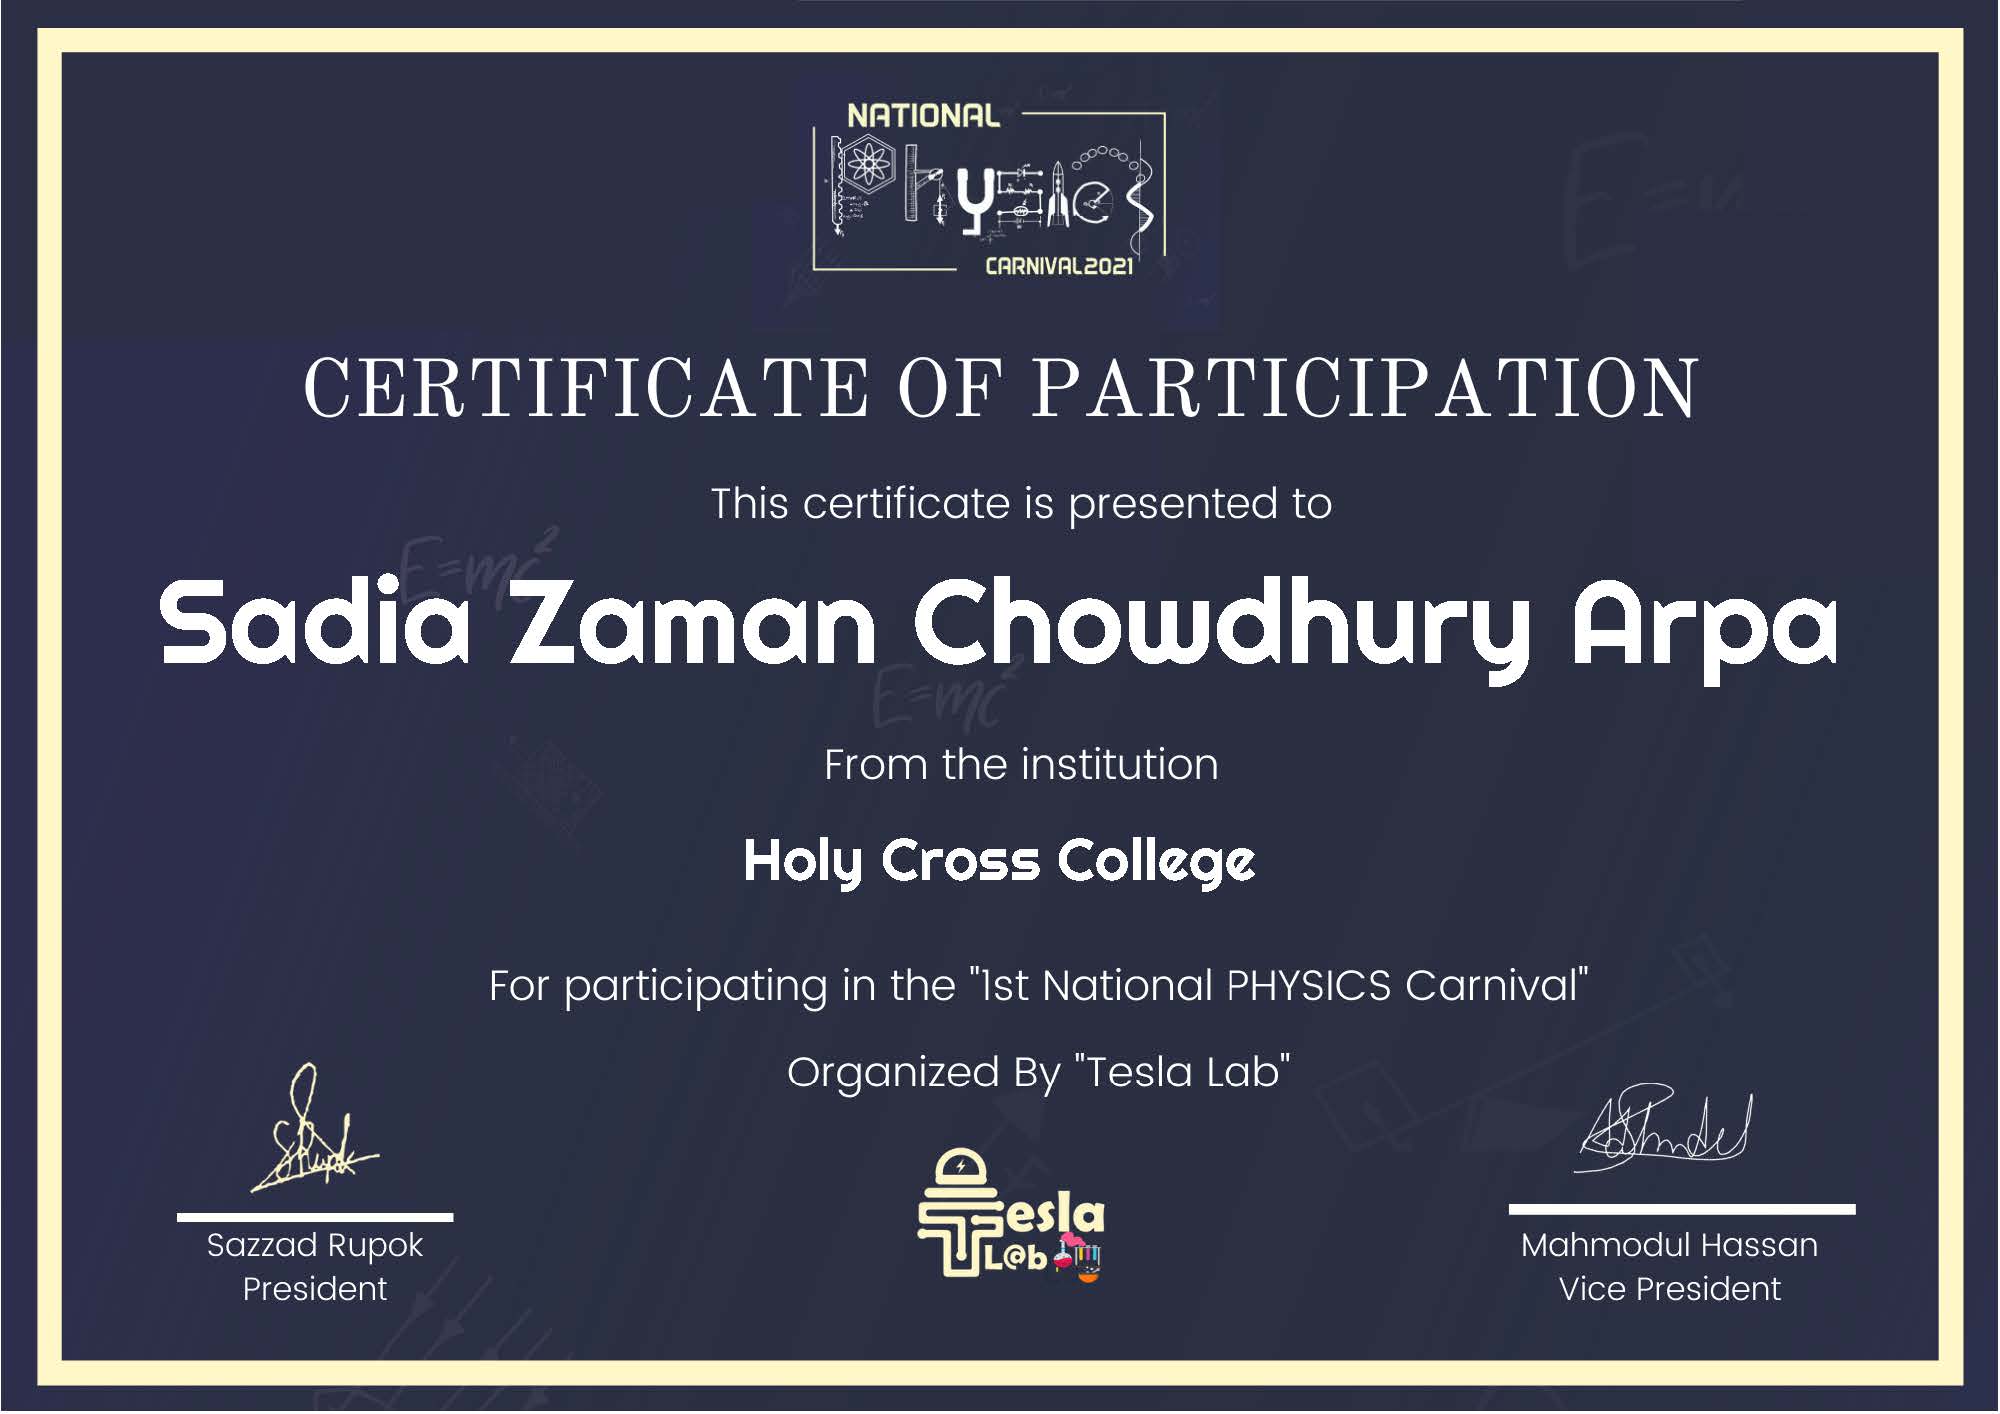 NATIONAL
Physics
CARNIVAL2021
CERTIFICATE OF PARTICIPATION
This certificate is presented to
E=mc²
Sadia Zaman Chowdhury Arpa
E=mc²
From the institution
Holy Cross College
For participating in the "1st National PHYSICS Carnival"
Organized By "Tesla Lab"
Tesla
L@b
Sazzad Rupok
President
Mahmodul Hassan
Vice President